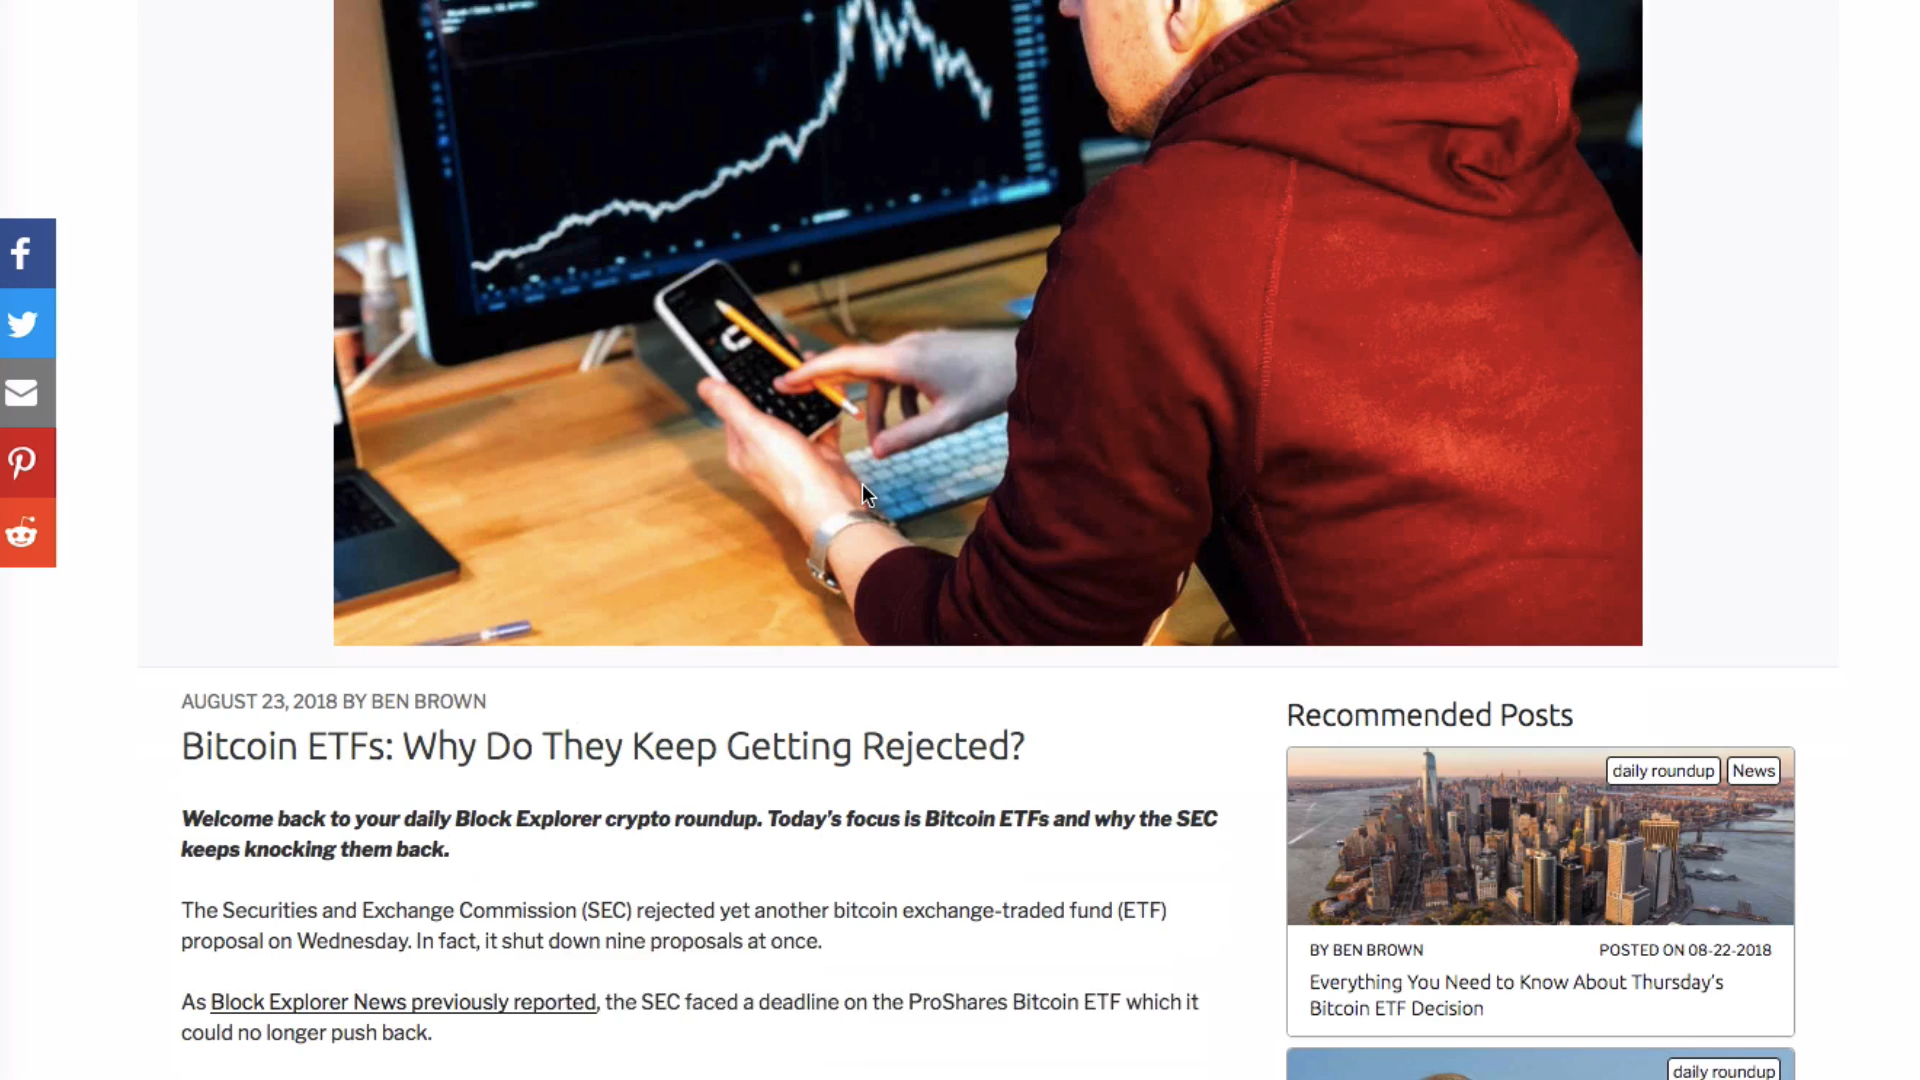 AUGUST 23, 2018 BY BEN BROWN
Bitcoin ETFs: Why Do They Keep Getting Rejected?
Welcome back to your daily Block Explorer crypto roundup. Today's focus is Bitcoin ETFs and why the SEC
keeps knocking them back.
The Securities and Exchange Commission (SEC) rejected yet another bitcoin exchange-traded fund (ETF)
proposal on Wednesday. In fact, it shut down nine proposals at once.
As Block Explorer News previously reported, the SEC faced a deadline on the ProShares Bitcoin ETF which it
could no longer push back.
Recommended Posts
daily roundup News
BY BEN BROWN POSTED ON 08-22-2018
Everything You Need to Know About Thursday's
Bitcoin ETF Decision
daily roundup